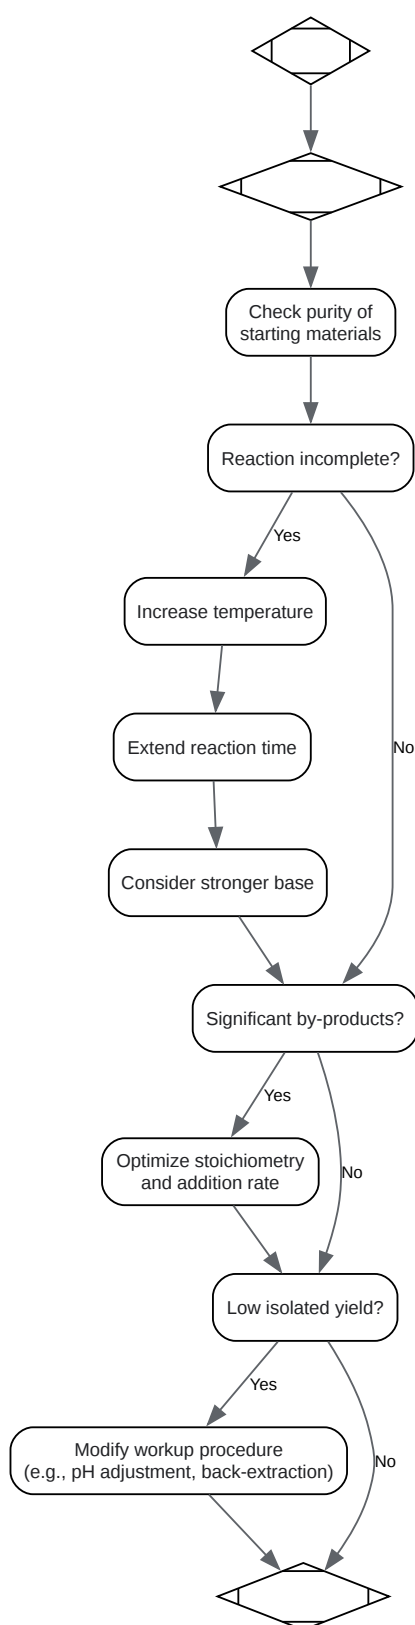 Check purity of
starting materials
Reaction incomplete?
Yes
Increase temperature
Extend reaction time
No
Consider stronger base
Significant by-products?
Yes
Optimize stoichiometry
and addition rate
No
Low isolated yield?
Yes
Modify workup procedure
(e.g., pH adjustment, back-extraction)
No